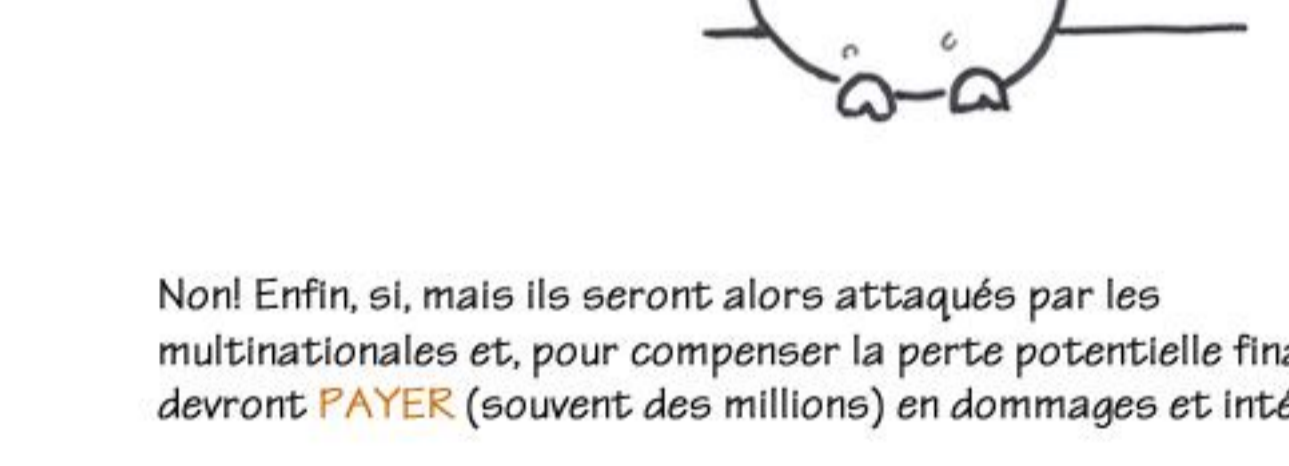 Non! Enfin, si, mais ils seront alors attaqués par les
multinationales et, pour compenser la perte potentielle
devront PAYER (souvent des millions) en dommages et